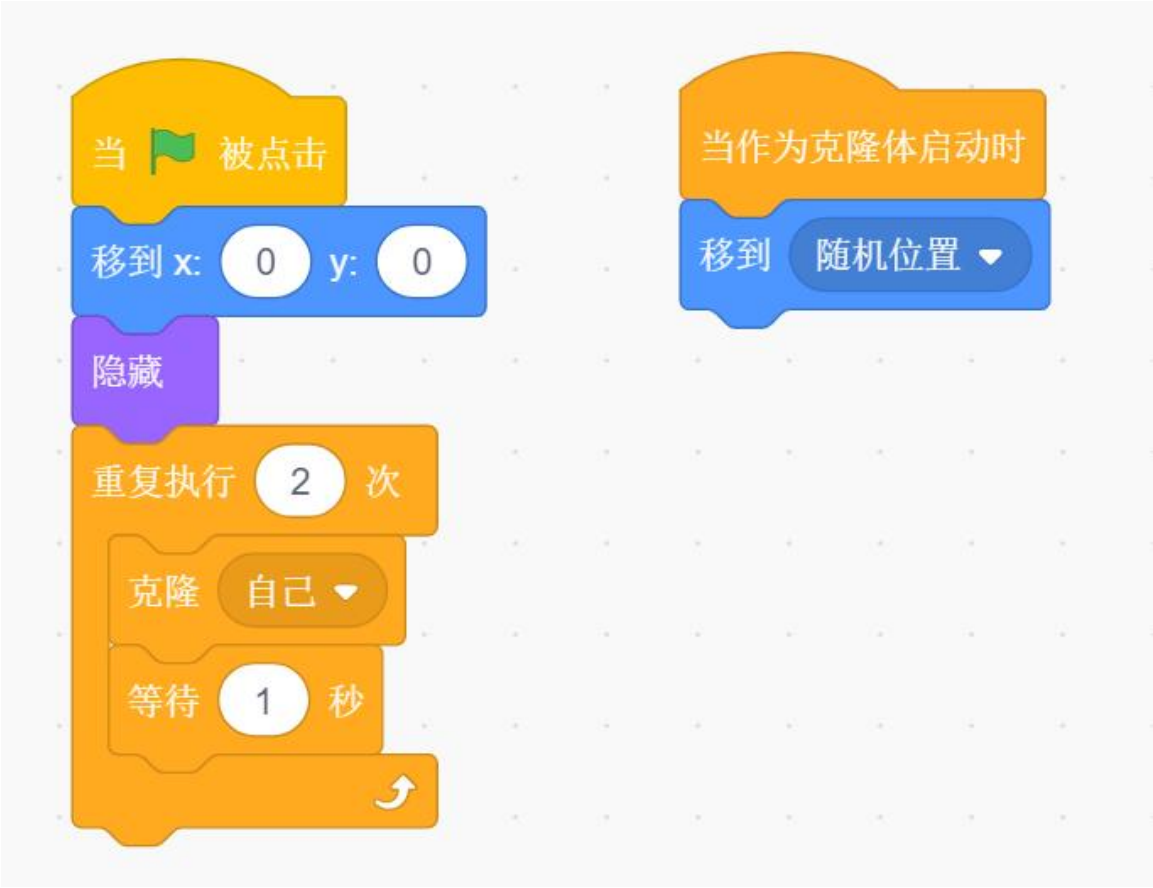 当 被点击
移到 x: 0 y: 0
隐藏
重复执行 2 次
克隆 自己
等待 1 秒
当作为克隆体启动时
移到 随机位置